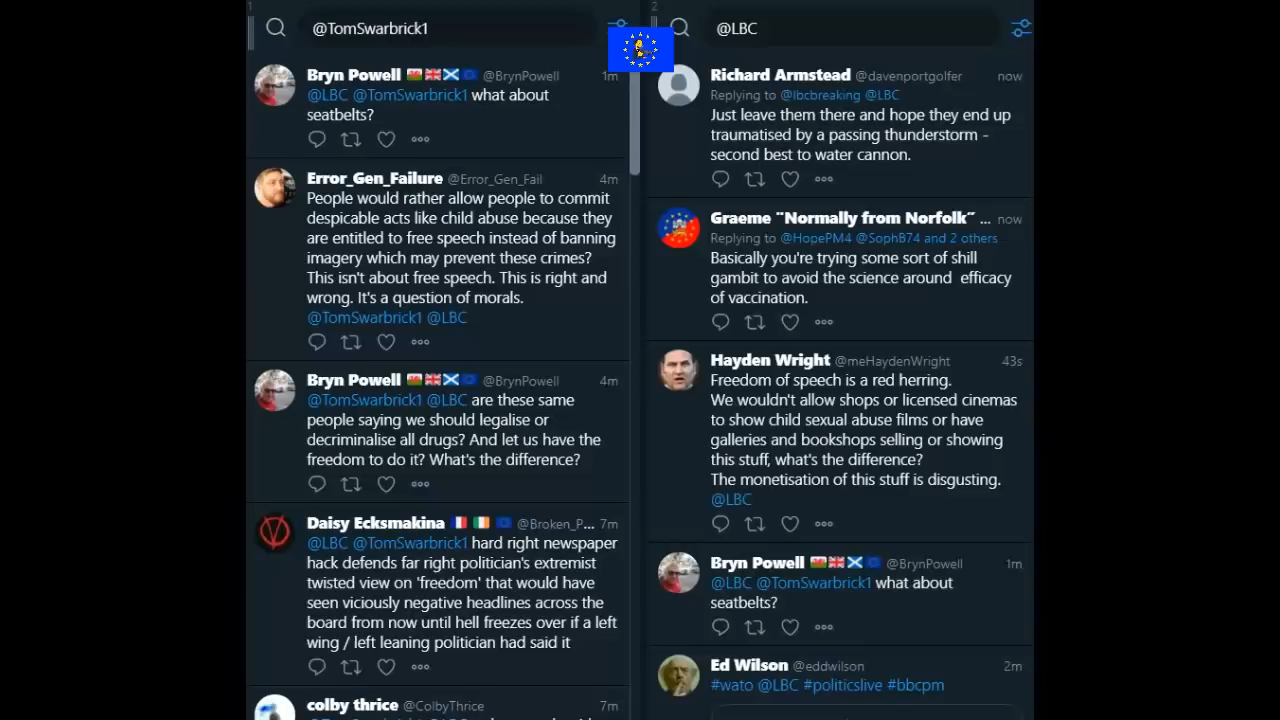 1
@TomSwarbrick1
Bryn Powell @BrynPowell 1m
@LBC @TomSwarbrick1 what about
seatbelts?
Error_Gen_Failure @Error_Gen_Fail 4m
People would rather allow people to commit
despicable acts like child abuse because they
are entitled to free speech instead of banning
imagery which may prevent these crimes?
This isn't about free speech. This is right and
wrong. It's a question of morals.
@TomSwarbrick1 @LBC
Bryn Powell @BrynPowell 4m
@TomSwarbrick1 @LBC are these same
people saying we should legalise or
decriminalise all drugs? And let us have the
freedom to do it? What's the difference?
Daisy Ecksmakina @Broken_P... 7m
@LBC @TomSwarbrick1 hard right newspaper
hack defends far right politician's extremist
twisted view on 'freedom' that would have
seen viciously negative headlines across the
board from now until hell freezes over if a left
wing / left leaning politician had said it
colby thrice @ColbyThrice 7m
2
@LBC
Richard Armstead @davenportgolfer now
Replying to @lbcbreaking @LBC
Just leave them there and hope they end up
traumatised by a passing thunderstorm -
second best to water cannon.
Graeme "Normally from Norfolk" ... now
Replying to @HopePM4 @SophB74 and 2 others
Basically you're trying some sort of shill
gambit to avoid the science around efficacy
of vaccination.
Hayden Wright @meHaydenWright 43s
Freedom of speech is a red herring.
We wouldn't allow shops or licensed cinemas
to show child sexual abuse films or have
galleries and bookshops selling or showing
this stuff, what's the difference?
The monetisation of this stuff is disgusting.
@LBC
Bryn Powell @BrynPowell 1m
@LBC @TomSwarbrick1 what about
seatbelts?
Ed Wilson @eddwilson 2m
#wato @LBC #politicslive #bbcpm